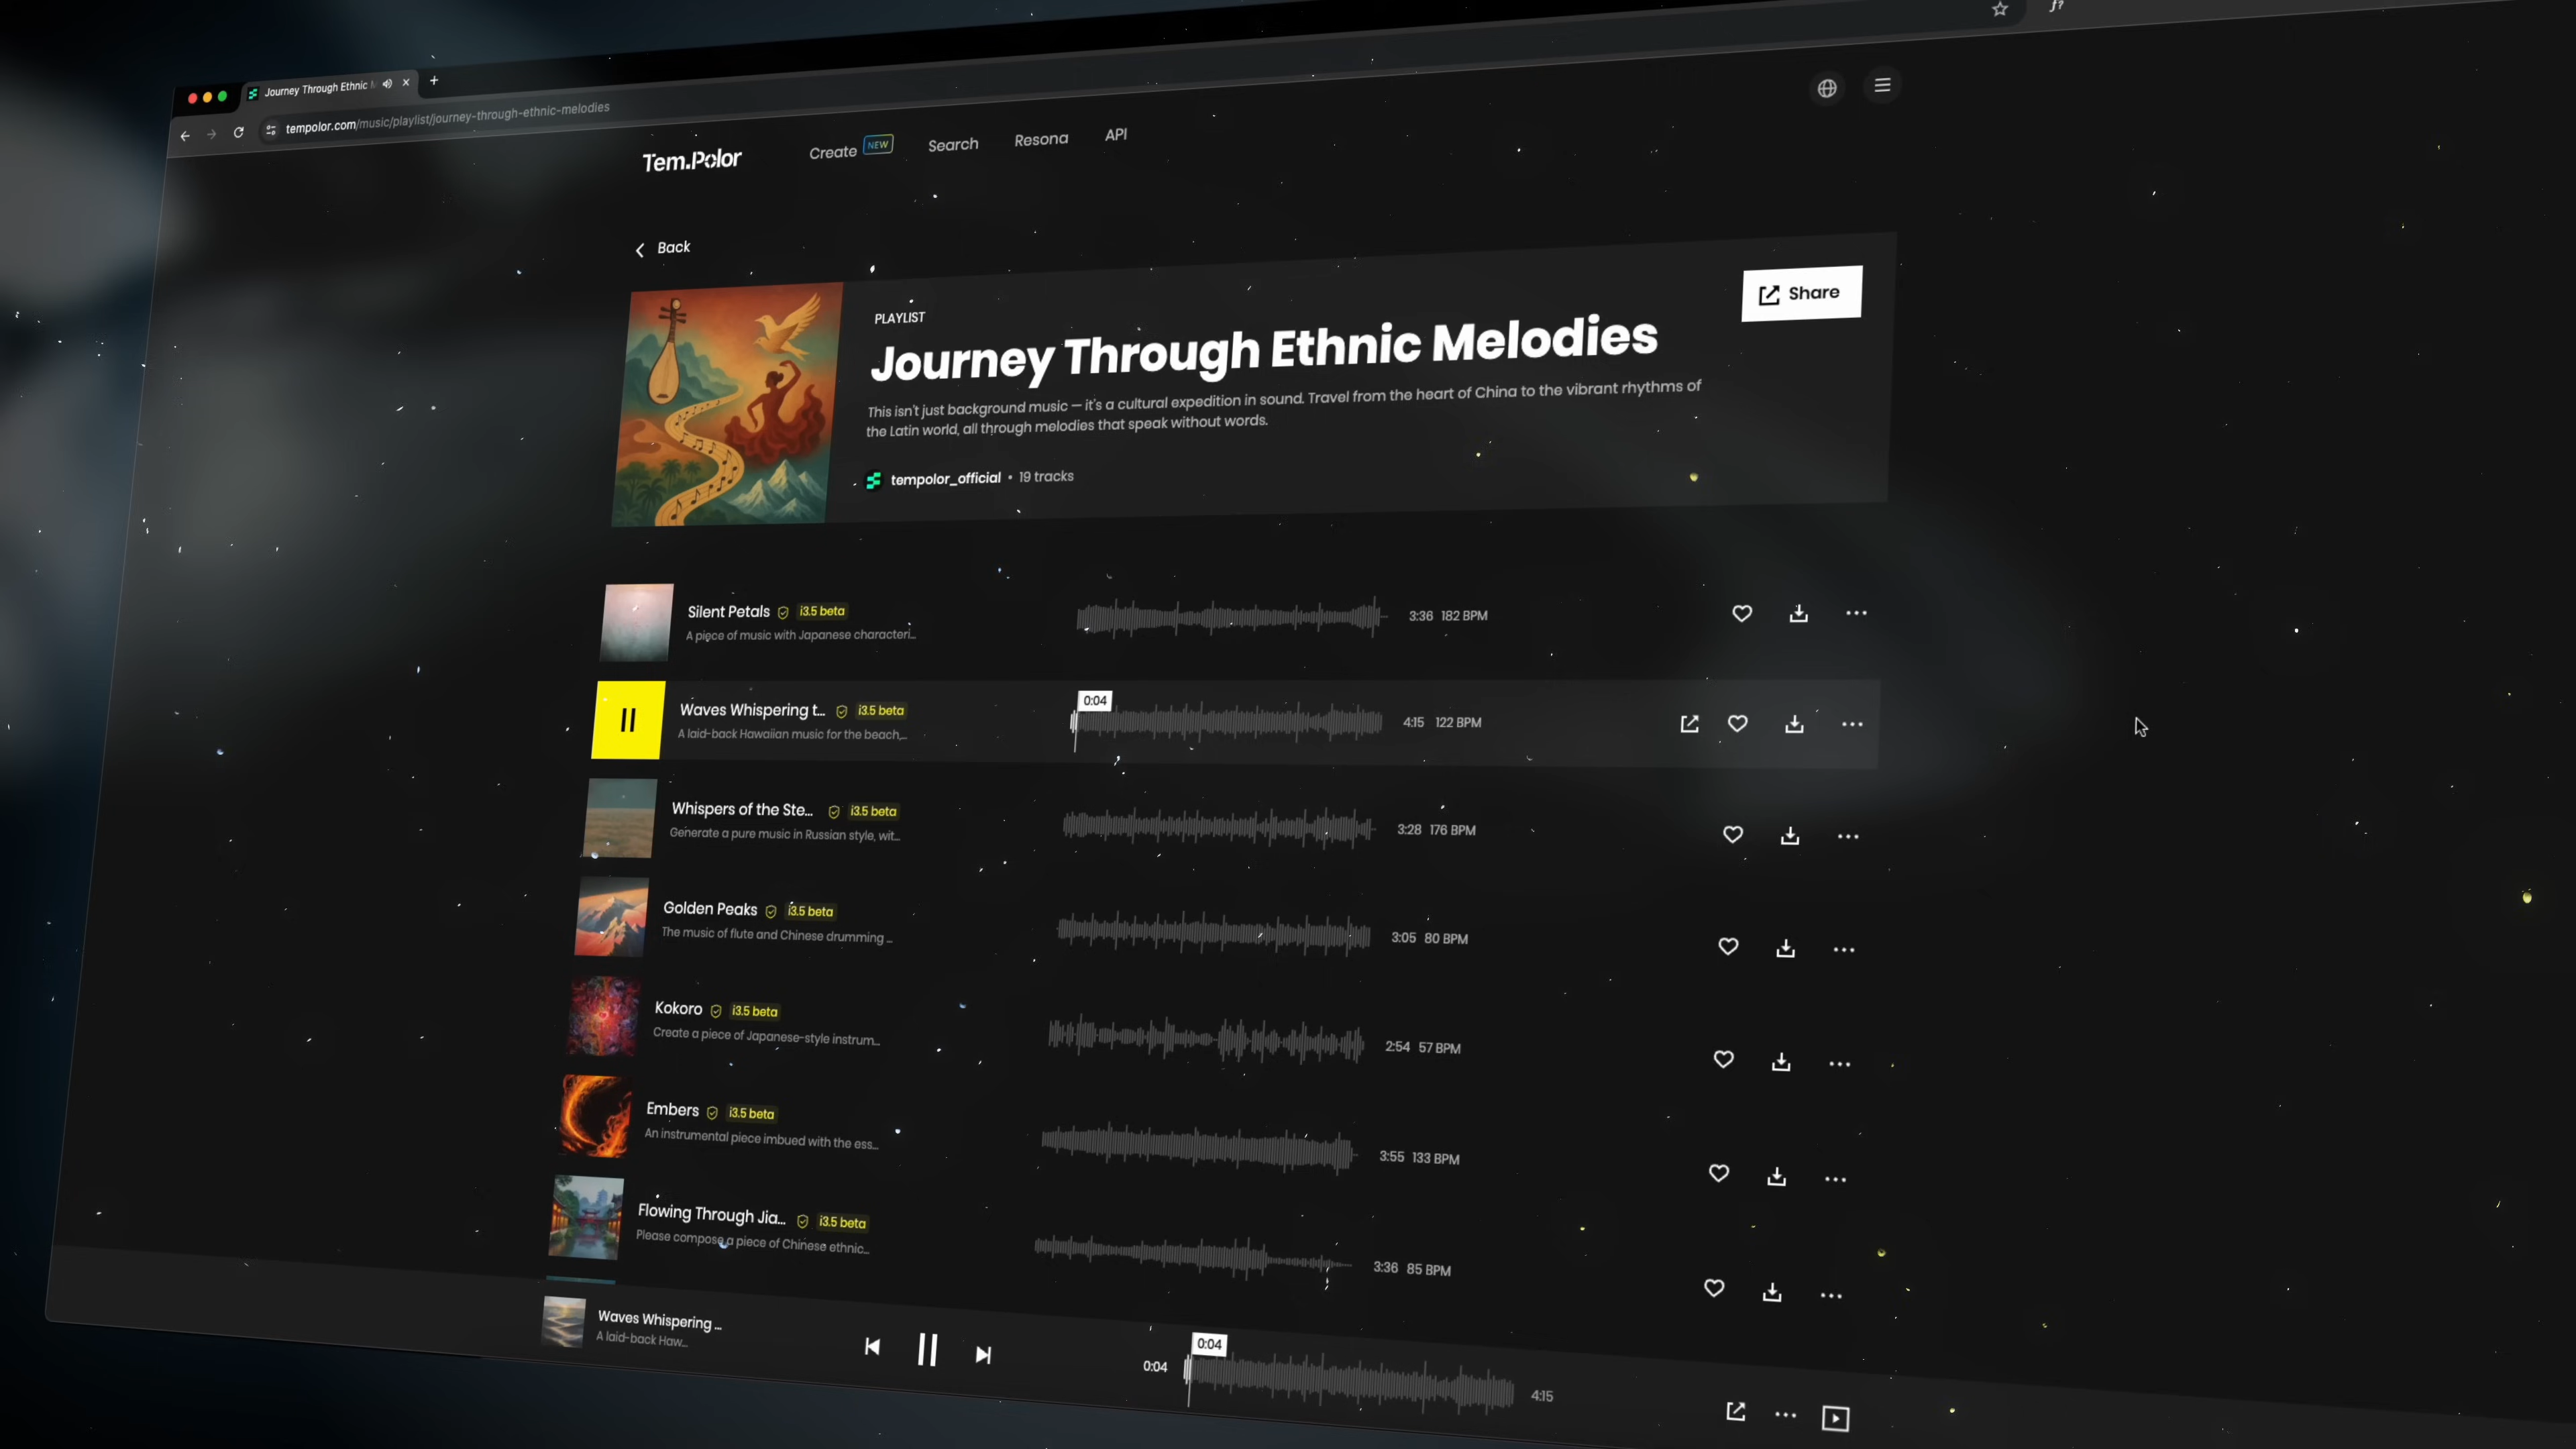 Journey Through Ethnic
tempolor.com/music/playlist/journey-through-ethnic-melodies
Tem.Polor
Create NEW Search Resona API
Back
PLAYLIST
Share
Journey Through Ethnic Melodies
This isn't just background music — it's a cultural expedition in sound. Travel from the heart of China to the vibrant rhythms of
the Latin world, all through melodies that speak without words.
tempolor_official • 19 tracks
Silent Petals i3.5 beta
A piece of music with Japanese characteri...
3:36 182 BPM
Waves Whispering t... i3.5 beta
A laid-back Hawaiian music for the beach,...
0:04
4:15 122 BPM
Whispers of the Ste... i3.5 beta
Generate a pure music in Russian style, wit...
3:28 176 BPM
Golden Peaks i3.5 beta
The music of flute and Chinese drumming ...
3:05 80 BPM
Kokoro i3.5 beta
Create a piece of Japanese-style instrum...
2:54 57 BPM
Embers i3.5 beta
An instrumental piece imbued with the ess...
3:55 133 BPM
Flowing Through Jia... i3.5 beta
Please compose a piece of Chinese ethnic...
3:36 85 BPM
Waves Whispering ...
A laid-back Haw...
0:04
0:04
4:15